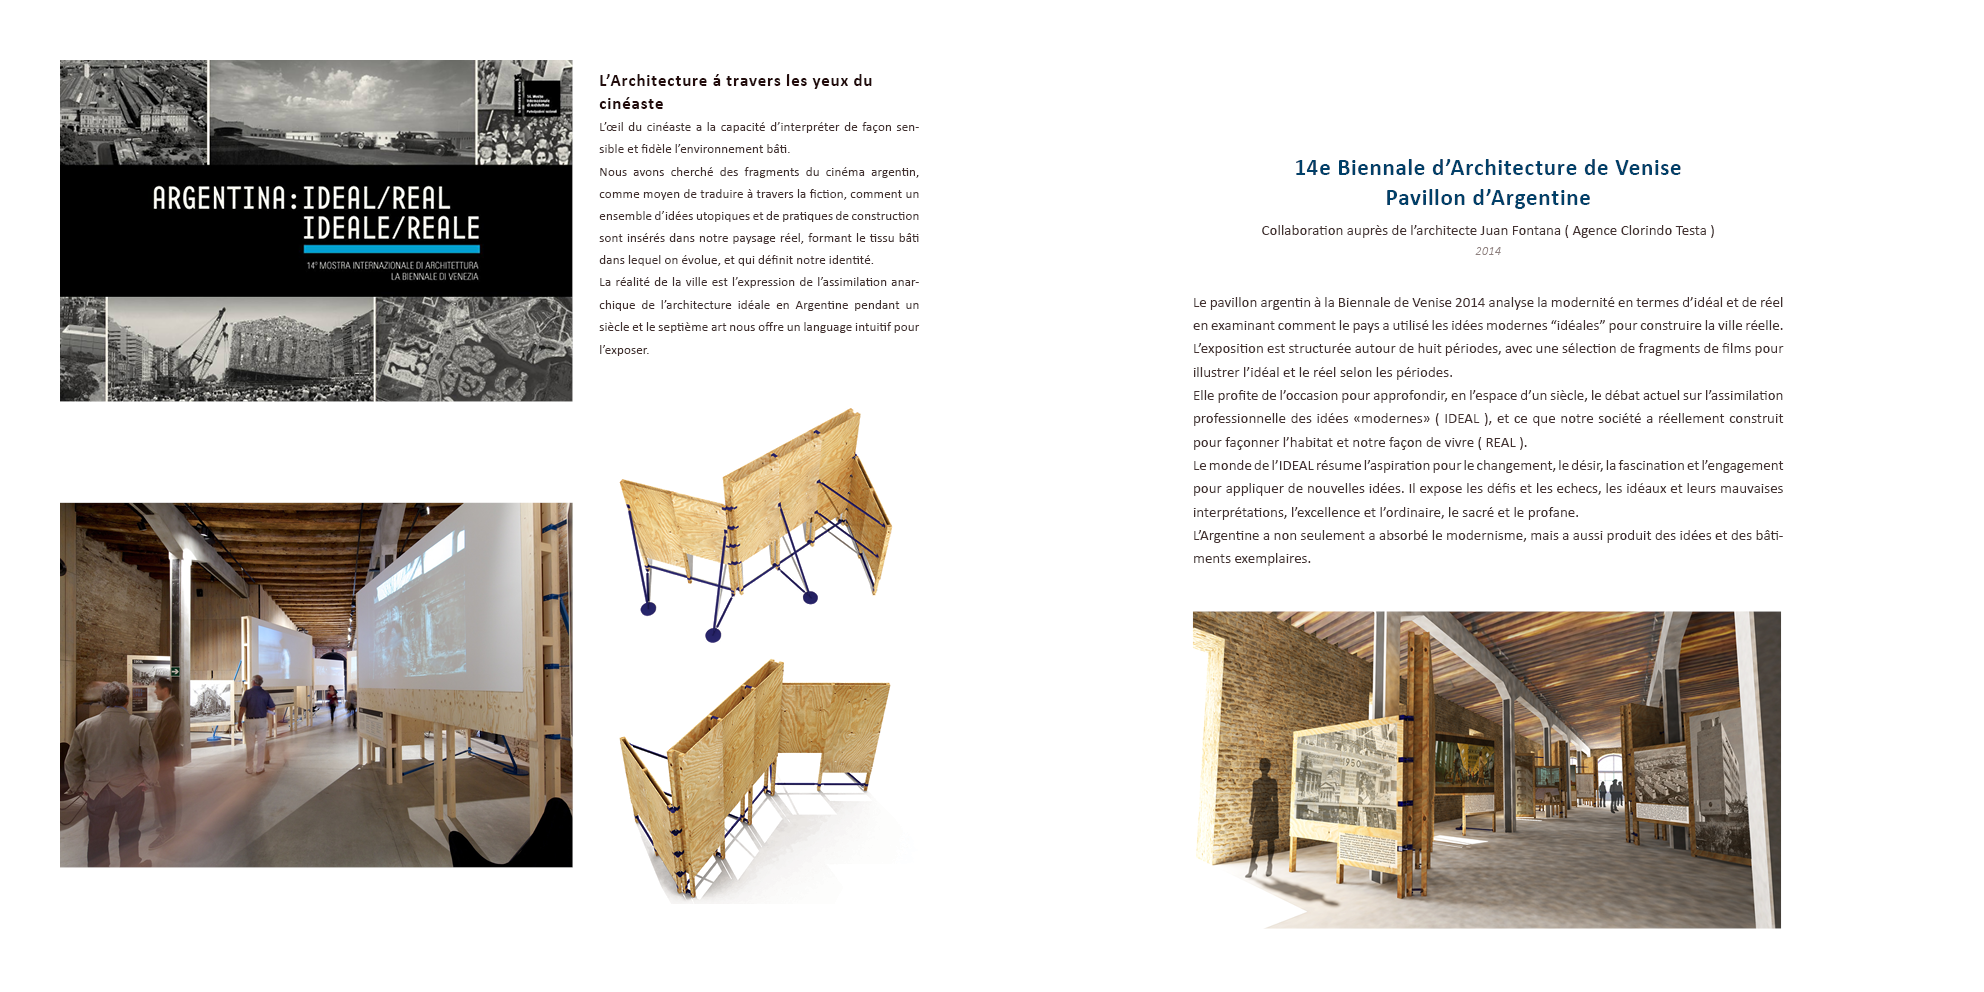 ARGENTINA: IDEAL/REAL
IDEALE/REALE
14° MOSTRA INTERNAZIONALE DI ARCHITETTURA
LA BIENNALE DI VENEZIA
L’Architecture á travers les yeux du
cinéaste
L’œil du cinéaste a la capacité d’interpréter de façon sen-
sible et fidèle l’environnement bâti.
Nous avons cherché des fragments du cinéma argentin,
comme moyen de traduire à travers la fiction, comment un
ensemble d’idées utopiques et de pratiques de construction
sont insérés dans notre paysage réel, formant le tissu bâti
dans lequel on évolue, et qui définit notre identité.
La réalité de la ville est l’expression de l’assimilation anar-
chique de l’architecture idéale en Argentine pendant un
siècle et le septième art nous offre un language intuitif pour
l’exposer.
14e Biennale d’Architecture de Venise
Pavillon d’Argentine
Collaboration auprès de l’architecte Juan Fontana ( Agence Clorindo Testa )
2014
Le pavillon argentin à la Biennale de Venise 2014 analyse la modernité en termes d’idéal et de réel
en examinant comment le pays a utilisé les idées modernes “idéales” pour construire la ville réelle.
L’exposition est structurée autour de huit périodes, avec une sélection de fragments de films pour
illustrer l’idéal et le réel selon les périodes.
Elle profite de l’occasion pour approfondir, en l’espace d’un siècle, le débat actuel sur l’assimilation
professionnelle des idées «modernes» ( IDEAL ), et ce que notre société a réellement construit
pour façonner l’habitat et notre façon de vivre ( REAL ).
Le monde de l’IDEAL résume l’aspiration pour le changement, le désir, la fascination et l’engagement
pour appliquer de nouvelles idées. Il expose les défis et les echecs, les idéaux et leurs mauvaises
interprétations, l’excellence et l’ordinaire, le sacré et le profane.
L’Argentine a non seulement a absorbé le modernisme, mais a aussi produit des idées et des bâti-
ments exemplaires.
1950